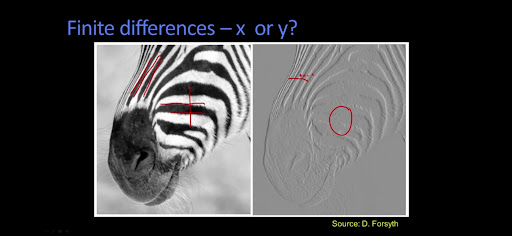 Finite differences – x or y?
Source: D. Forsyth